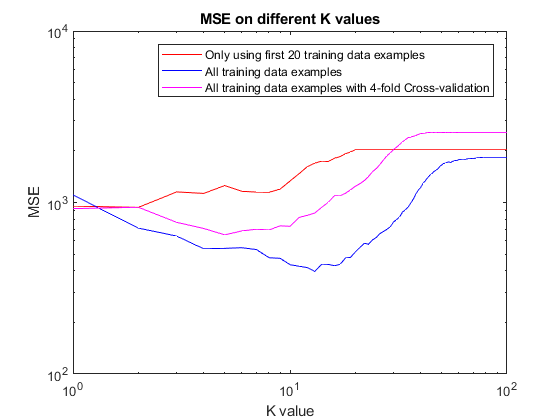 MSE on different K values
10^4
Only using first 20 training data examples
All training data examples
All training data examples with 4-fold Cross-validation
10^3
MSE
10^2
10^0
10^1
10^2
K value